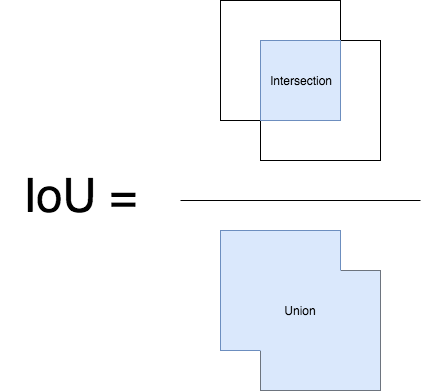 Intersection
IoU =
Union